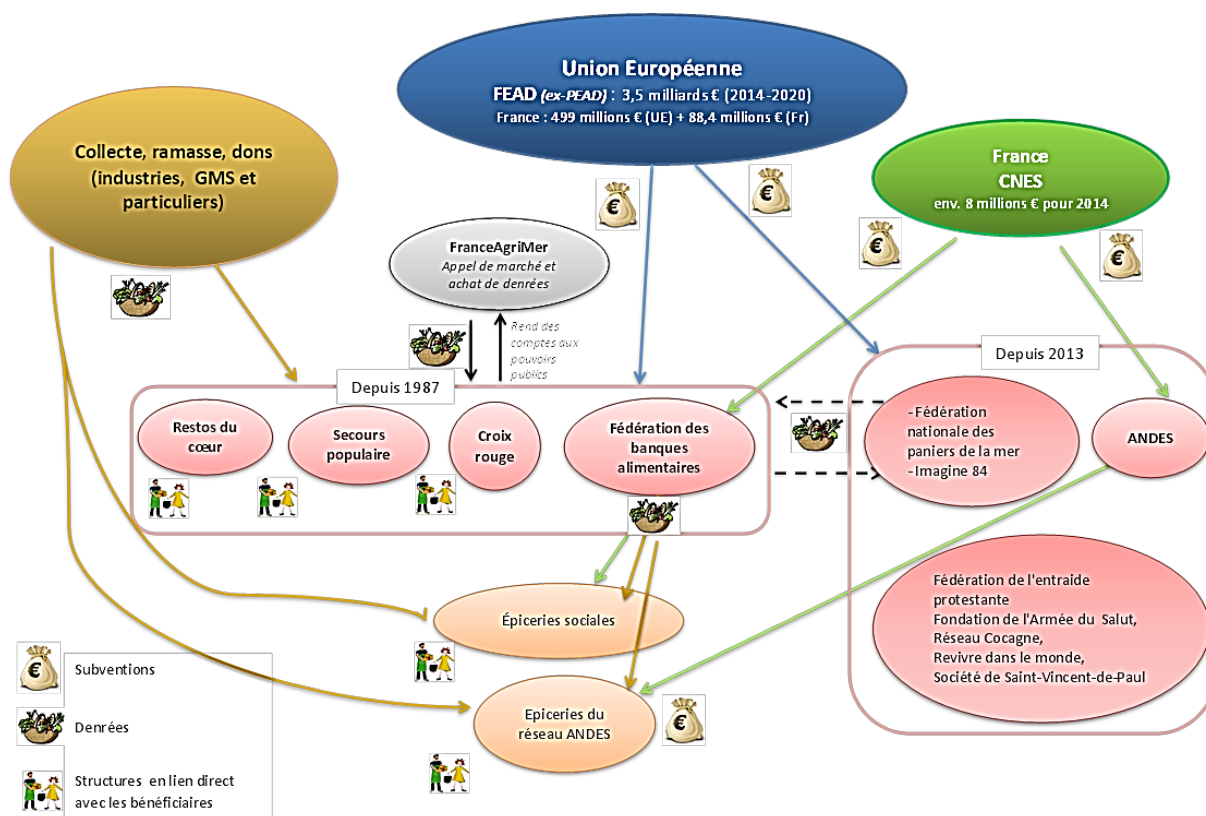 Union Européenne
FEAD (ex-PEAD) : 3,5 milliards € (2014-2020)
France : 499 millions € (UE) + 88,4 millions € (Fr)
Collecte, ramasse, dons
(industries, GMS et
particuliers)
France
CNES
env. 8 millions € pour 2014
FranceAgriMer
Appel de marché et
achat de denrées
Rend des
comptes aux
pouvoirs
publics
Depuis 1987
Depuis 2013
Restos du
cœur
Secours
populaire
Croix
rouge
Fédération des
banques
alimentaires
-Fédération
nationale des
paniers de la mer
-Imagine 84
ANDES
Fédération de l'entraide
protestante
Fondation de l'Armée du Salut,
Réseau Cocagne,
Revivre dans le monde,
Société de Saint-Vincent-de-Paul
Épiceries sociales
Epiceries du
réseau ANDES
Subventions
Denrées
Structures en lien direct
avec les bénéficiaires